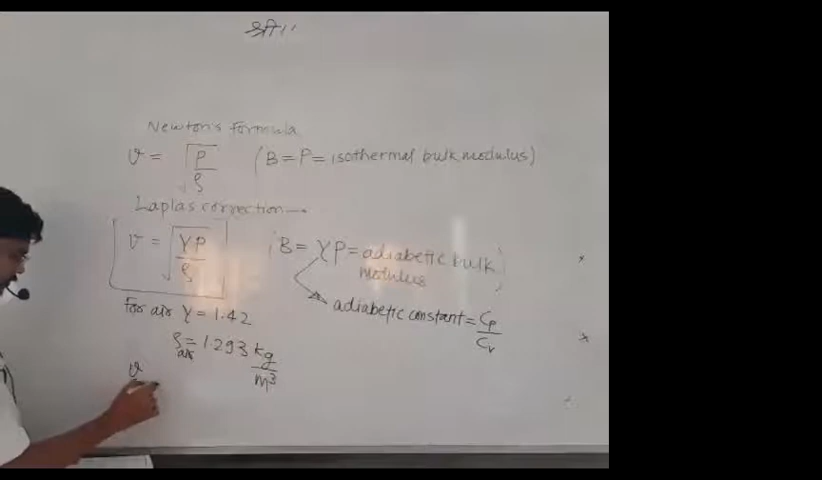 श्री।।
Newton's formula
v = √P/ρ (B = P = isothermal bulk modulus)
Laplas correction—
v = √γP/ρ (B = γP = adiabetic bulk modulus)
adiabetic constant = Cp/Cv
For air γ = 1.42
ρ air = 1.293 kg/m³
v